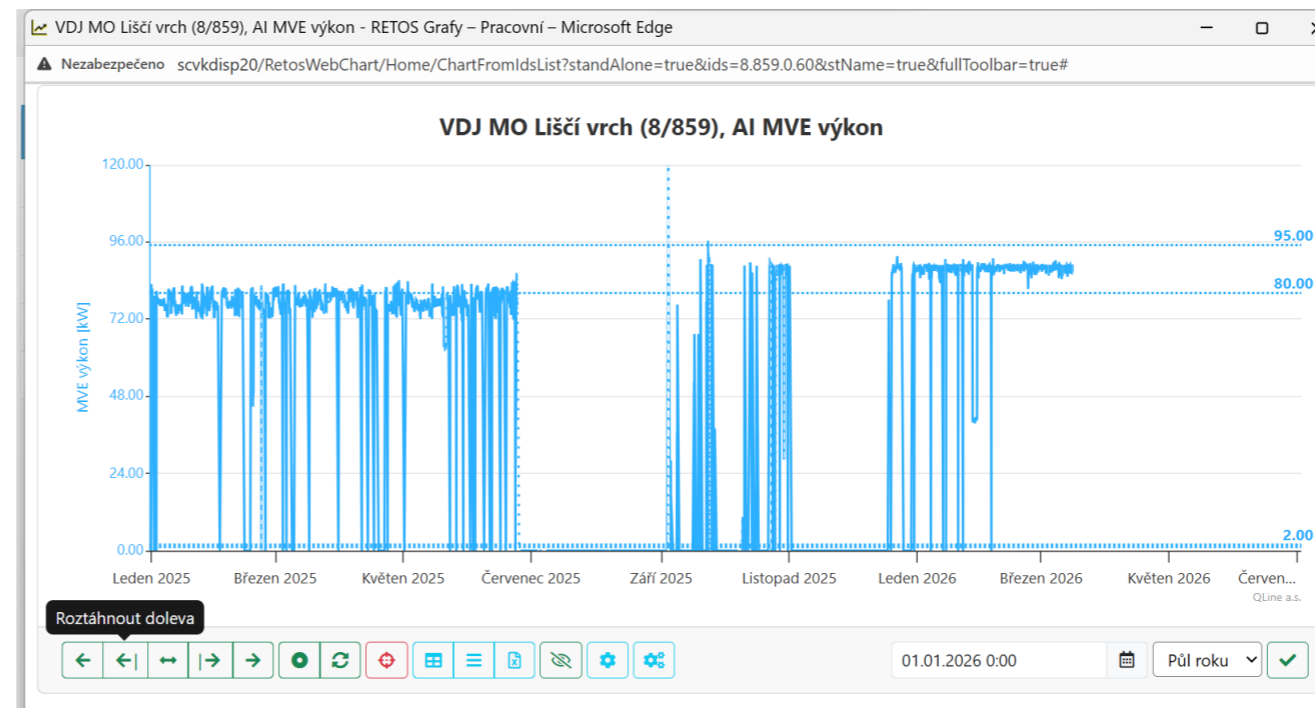 VDJ MO Liščí vrch (8/859), AI MVE výkon - RETOS Grafy – Pracovní – Microsoft Edge
Nezabezpečeno scvkdisp20/RetosWebChart/Home/ChartFromIdsList?standAlone=true&ids=8.859.0.60&stName=true&fullToolbar=true#
VDJ MO Liščí vrch (8/859), AI MVE výkon
MVE výkon [kW]
120.00
96.00
72.00
48.00
24.00
0.00
95.00
80.00
2.00
Leden 2025 Březen 2025 Květen 2025 Červenec 2025 Září 2025 Listopad 2025 Leden 2026 Březen 2026 Květen 2026 Červen...
QLine a.s.
Roztáhnout doleva
01.01.2026 0:00 Půl roku